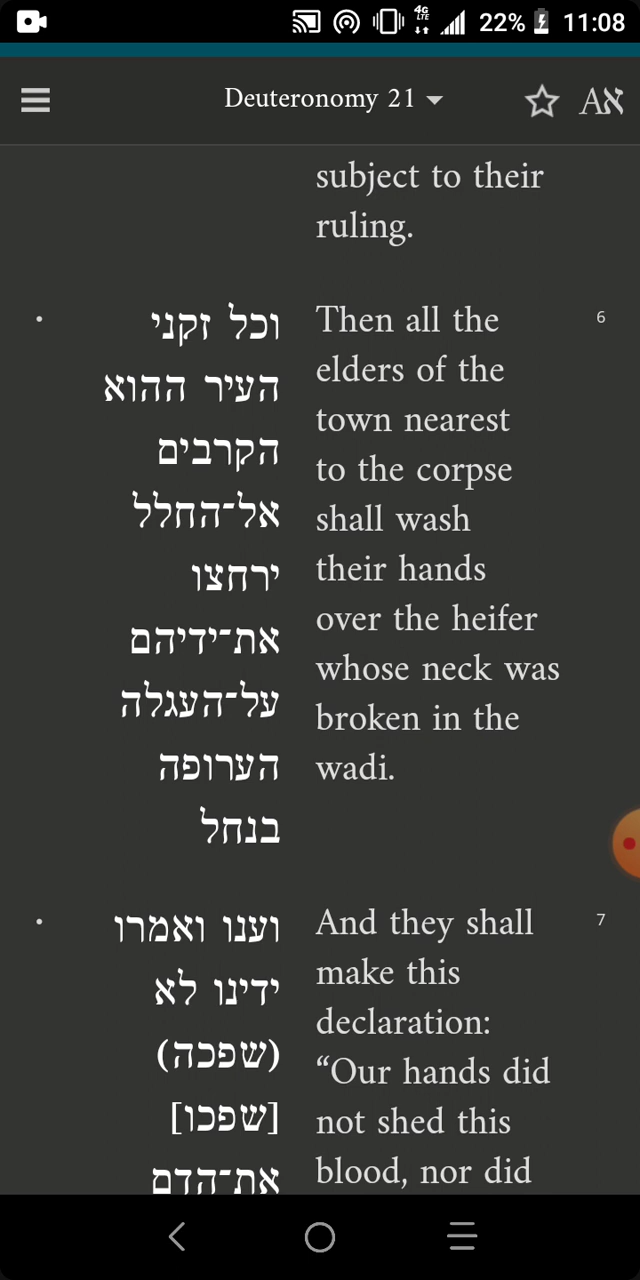 4G
LTE
22%
11:08
Deuteronomy 21
Aא
subject to their
ruling.
וכל זקני
העיר ההוא
הקרבים
אל־החלל
ירחצו
את־ידיהם
על־העגלה
הערופה
בנחל
Then all the
elders of the
town nearest
to the corpse
shall wash
their hands
over the heifer
whose neck was
broken in the
wadi.
6
וענו ואמרו
ידינו לא
(שפכה)
[שפכו]
את־הדם
And they shall
make this
declaration:
“Our hands did
not shed this
blood, nor did
7